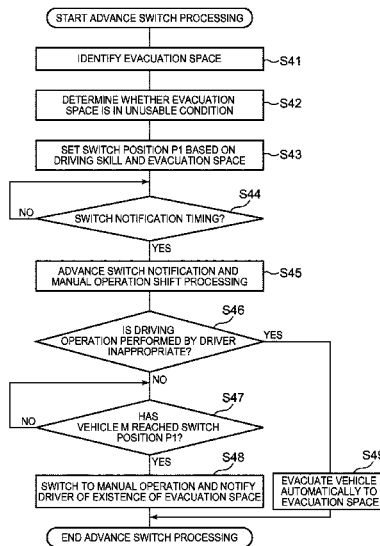 START ADVANCE SWITCH PROCESSING
IDENTIFY EVACUATION SPACE
S41
DETERMINE WHETHER EVACUATION
SPACE IS IN UNUSABLE CONDITION
S42
SET SWITCH POSITION P1 BASED ON
DRIVING SKILL AND EVACUATION SPACE
S43
S44
SWITCH NOTIFICATION TIMING?
NO
YES
ADVANCE SWITCH NOTIFICATION AND
MANUAL OPERATION SHIFT PROCESSING
S45
S46
IS DRIVING
OPERATION PERFORMED BY DRIVER
INAPPROPRIATE?
YES
NO
S47
HAS
VEHICLE M REACHED SWITCH
POSITION P1?
NO
YES
S48
SWITCH TO MANUAL OPERATION AND NOTIFY
DRIVER OF EXISTENCE OF EVACUATION SPACE
S49
EVACUATE VEHICLE
AUTOMATICALLY TO
EVACUATION SPACE
END ADVANCE SWITCH PROCESSING